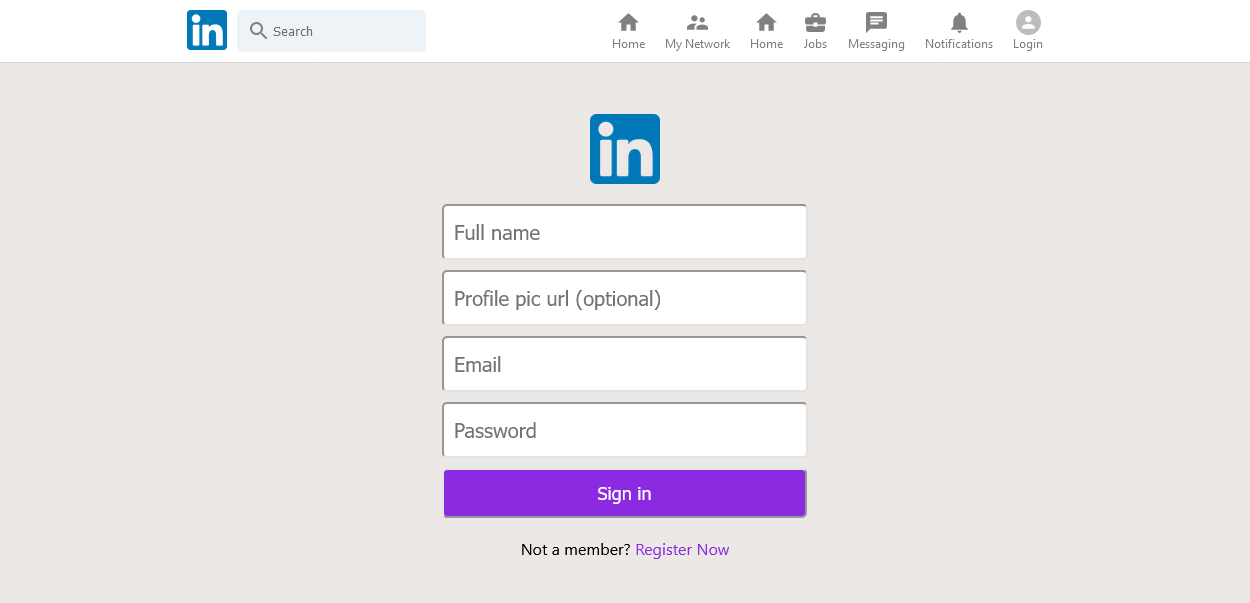 in Search Home My Network Home Jobs Messaging Notifications Login
in
Full name
Profile pic url (optional)
Email
Password
Sign in
Not a member? Register Now